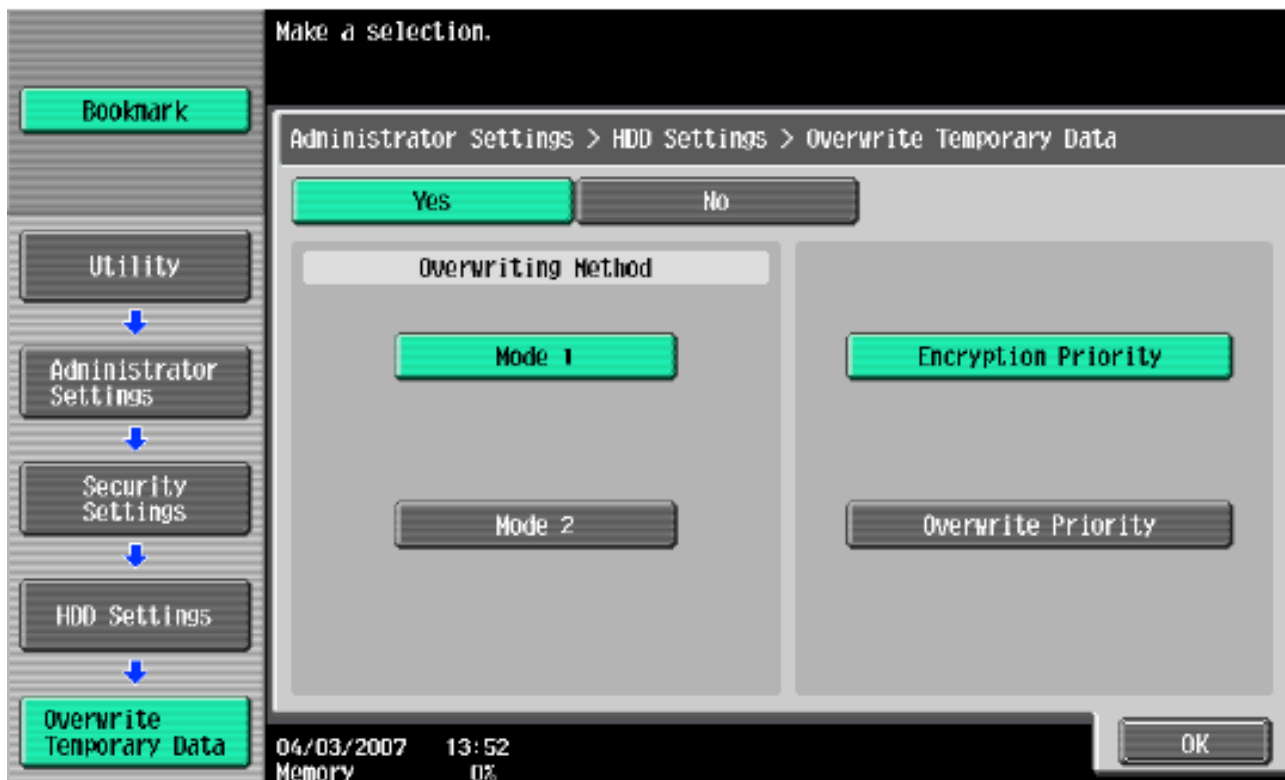 Make a selection.
Bookmark
Administrator Settings > HDD Settings > Overwrite Temporary Data
Yes
No
Utility
Administrator
Settings
Security
Settings
HDD Settings
Overwrite
Temporary Data
Overwriting Method
Mode 1
Mode 2
Encryption Priority
Overwrite Priority
04/03/2007 13:52
Memory 0%
OK